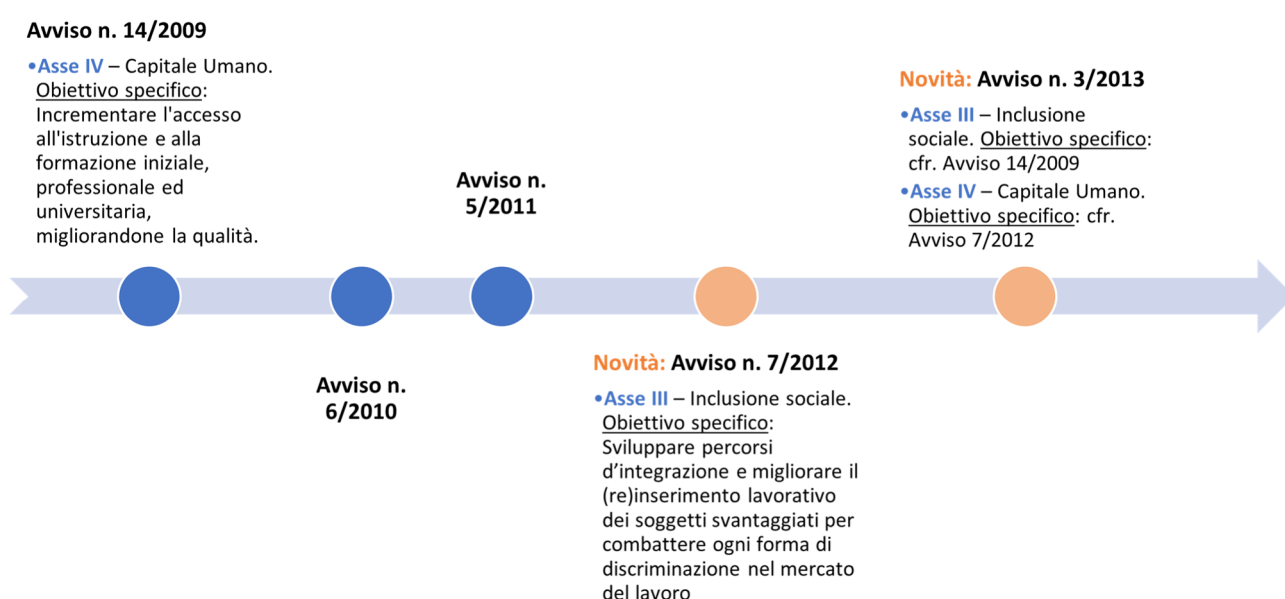 Avviso n. 14/2009
•Asse IV – Capitale Umano.
Obiettivo specifico:
Incrementare l'accesso
all'istruzione e alla
formazione iniziale,
professionale ed
universitaria,
migliorandone la qualità.
Avviso n.
6/2010
Avviso n.
5/2011
Novità: Avviso n. 7/2012
•Asse III – Inclusione sociale.
Obiettivo specifico:
Sviluppare percorsi
d’integrazione e migliorare il
(re)inserimento lavorativo
dei soggetti svantaggiati per
combattere ogni forma di
discriminazione nel mercato
del lavoro
Novità: Avviso n. 3/2013
•Asse III – Inclusione
sociale. Obiettivo specifico:
cfr. Avviso 14/2009
•Asse IV – Capitale Umano.
Obiettivo specifico: cfr.
Avviso 7/2012